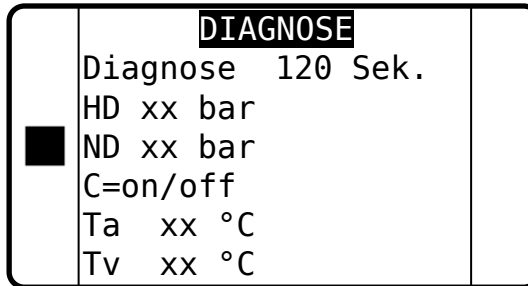 DIAGNOSE
Diagnose 120 Sek.
HD xx bar
ND xx bar
C=on/off
Ta xx °C
Tv xx °C